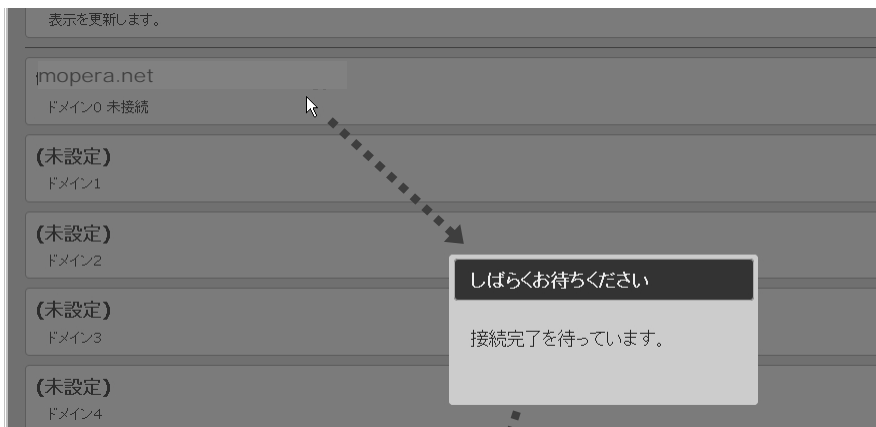 表示を更新します。
mopera.net
ドメイン0 未接続
(未設定)
ドメイン1
(未設定)
ドメイン2
(未設定)
ドメイン3
(未設定)
ドメイン4
しばらくお待ちください
接続完了を待っています。